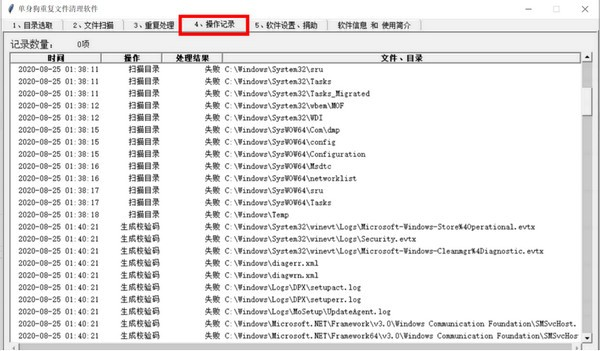 单身狗重复文件清理软件
1、目录选取 2、文件扫描 3、重复处理 4、操作记录 5、软件设置、捐助 软件信息 和 使用简介
记录数量: 0项
时间 操作 处理结果 文件、目录
2020-08-25 01:38:11 扫描目录 失败 C:\Windows\System32\sru
2020-08-25 01:38:11 扫描目录 失败 C:\Windows\System32\Tasks
2020-08-25 01:38:11 扫描目录 失败 C:\Windows\System32\Tasks_Migrated
2020-08-25 01:38:12 扫描目录 失败 C:\Windows\System32\wbem\MOF
2020-08-25 01:38:12 扫描目录 失败 C:\Windows\System32\WDI
2020-08-25 01:38:15 扫描目录 失败 C:\Windows\SysWOW64\Com\dmp
2020-08-25 01:38:15 扫描目录 失败 C:\Windows\SysWOW64\config
2020-08-25 01:38:15 扫描目录 失败 C:\Windows\SysWOW64\Configuration
2020-08-25 01:38:16 扫描目录 失败 C:\Windows\SysWOW64\Msdtc
2020-08-25 01:38:16 扫描目录 失败 C:\Windows\SysWOW64\networklist
2020-08-25 01:38:17 扫描目录 失败 C:\Windows\SysWOW64\sru
2020-08-25 01:38:17 扫描目录 失败 C:\Windows\SysWOW64\Tasks
2020-08-25 01:38:18 扫描目录 失败 C:\Windows\Temp
2020-08-25 01:40:21 生成校验码 失败 C:\Windows\System32\winevt\Logs\Microsoft-Windows-Store%4Operational.evtx
2020-08-25 01:40:21 生成校验码 失败 C:\Windows\System32\winevt\Logs\Security.evtx
2020-08-25 01:40:21 生成校验码 失败 C:\Windows\System32\winevt\Logs\Microsoft-Windows-Cleanmgr%4Diagnostic.evtx
2020-08-25 01:40:21 生成校验码 失败 C:\Windows\diagerr.xml
2020-08-25 01:40:21 生成校验码 失败 C:\Windows\diagwrn.xml
2020-08-25 01:40:21 生成校验码 失败 C:\Windows\Logs\DPX\setupact.log
2020-08-25 01:40:21 生成校验码 失败 C:\Windows\Logs\DPX\setuperr.log
2020-08-25 01:40:21 生成校验码 失败 C:\Windows\Logs\MoSetup\UpdateAgent.log
2020-08-25 01:40:21 生成校验码 失败 C:\Windows\Microsoft.NET\Framework\v3.0\Windows Communication Foundation\SMSvcHost.
2020-08-25 01:40:21 生成校验码 失败 C:\Windows\Microsoft.NET\Framework64\v3.0\Windows Communication Foundation\SMSvcHos